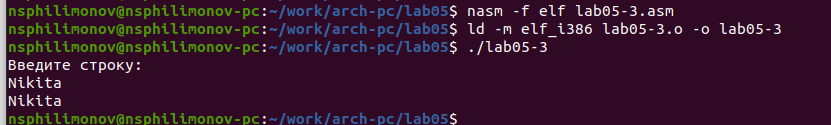 nsphilimonov@nsphilimonov-pc:~/work/arch-pc/lab05$ nasm -f elf lab05-3.asm
nsphilimonov@nsphilimonov-pc:~/work/arch-pc/lab05$ ld -m elf_i386 lab05-3.o -o lab05-3
nsphilimonov@nsphilimonov-pc:~/work/arch-pc/lab05$ ./lab05-3
Введите строку:
Nikita
Nikita
nsphilimonov@nsphilimonov-pc:~/work/arch-pc/lab05$